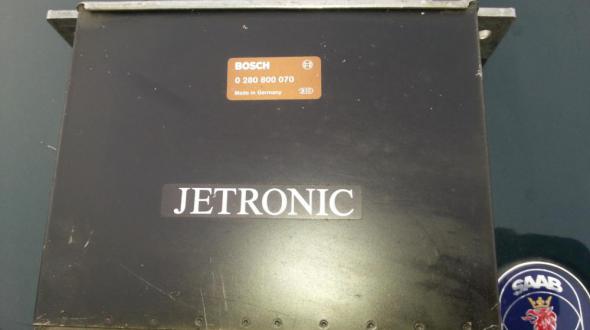 BOSCH
0 280 800 070
Made in Germany
JETRONIC
SAAB